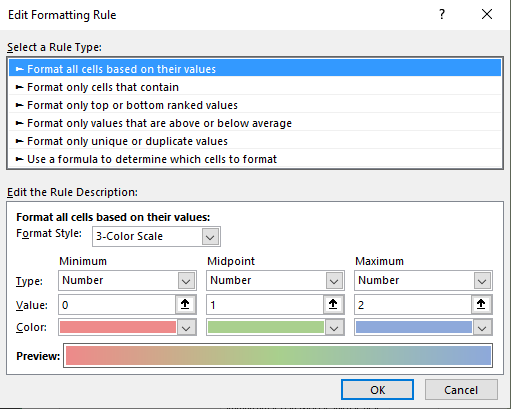 Edit Formatting Rule ?
Select a Rule Type:
► Format all cells based on their values
► Format only cells that contain
► Format only top or bottom ranked values
► Format only values that are above or below average
► Format only unique or duplicate values
► Use a formula to determine which cells to format
Edit the Rule Description:
Format all cells based on their values:
Format Style: 3-Color Scale
Minimum Midpoint Maximum
Type: Number Number Number
Value: 0 1 2
Color:
Preview:
OK Cancel